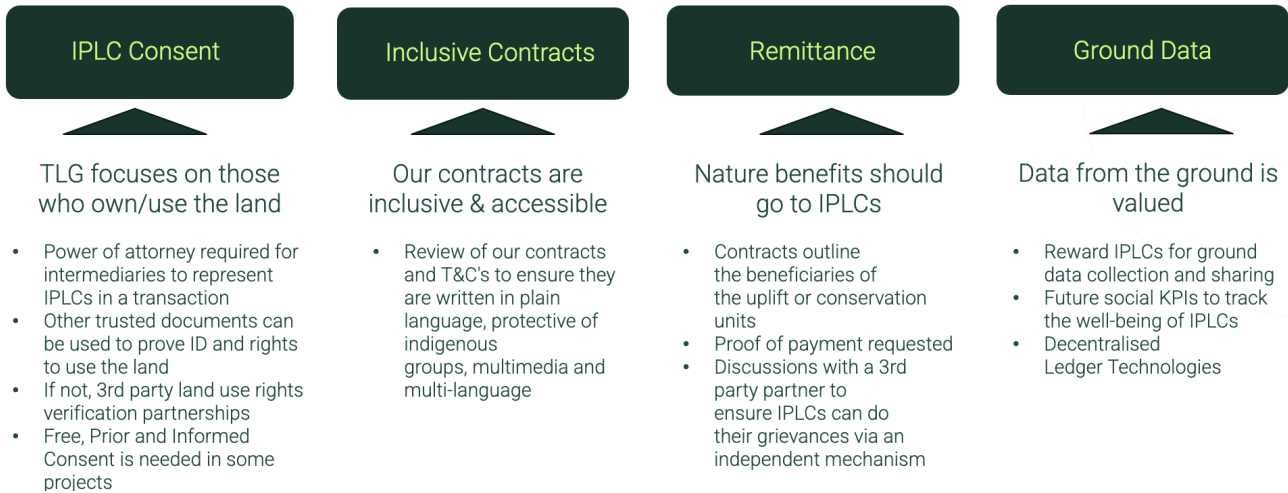 IPLC Consent
TLG focuses on those
who own/use the land
• Power of attorney required for
intermediaries to represent
IPLCs in a transaction
• Other trusted documents can
be used to prove ID and rights
to use the land
• If not, 3rd party land use rights
verification partnerships
• Free, Prior and Informed
Consent is needed in some
projects
Inclusive Contracts
Our contracts are
inclusive & accessible
• Review of our contracts
and T&C's to ensure they
are written in plain
language, protective of
indigenous
groups, multimedia and
multi-language
Remittance
Nature benefits should
go to IPLCs
• Contracts outline
the beneficiaries of
the uplift or conservation
units
• Proof of payment requested
• Discussions with a 3rd
party partner to
ensure IPLCs can do
their grievances via an
independent mechanism
Ground Data
Data from the ground is
valued
• Reward IPLCs for ground
data collection and sharing
• Future social KPIs to track
the well-being of IPLCs
• Decentralised
Ledger Technologies